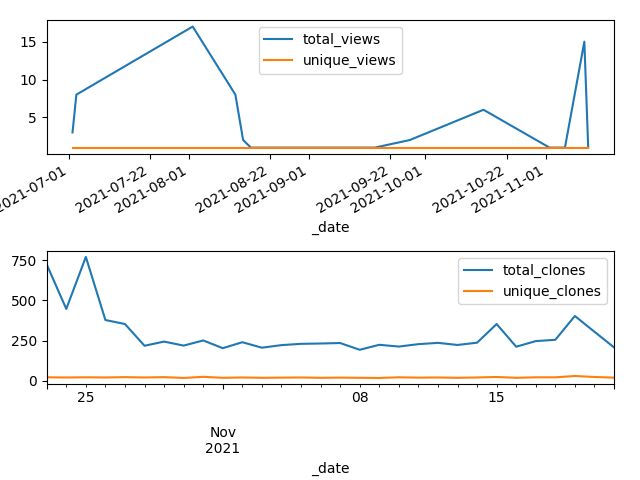 15
10
5
total_views
unique_views
2021-07-01
2021-07-22
2021-08-01
2021-08-22
2021-09-01
2021-09-22
2021-10-01
2021-10-22
2021-11-01
_date
750
500
250
0
total_clones
unique_clones
25
08
15
Nov
2021
_date